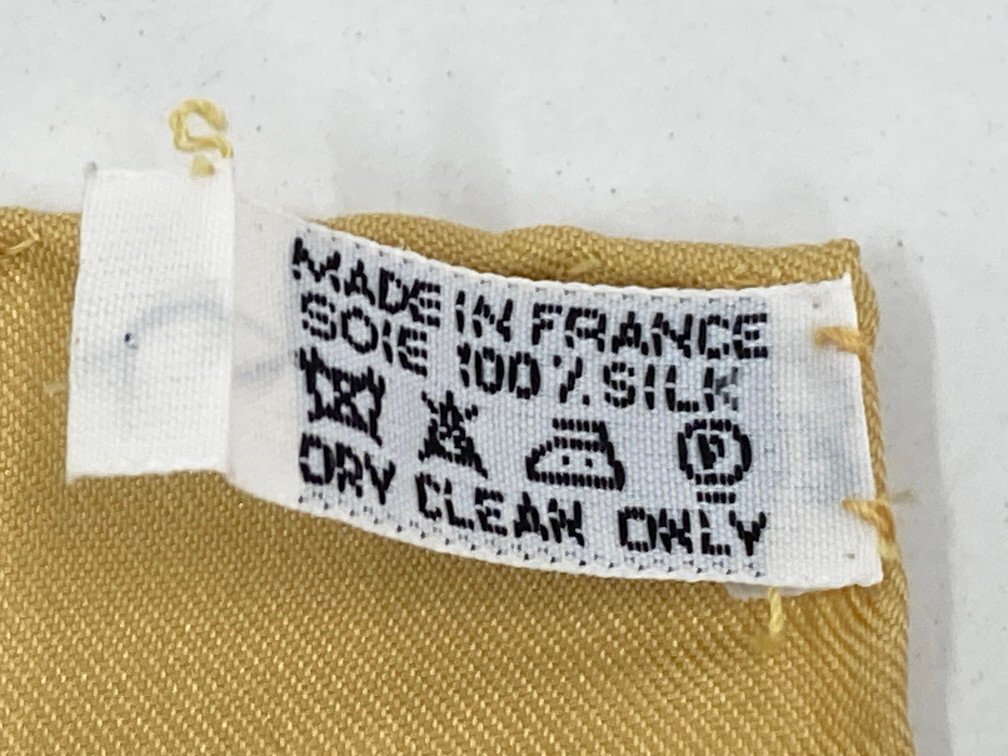 MADE IN FRANCE
SOIE 100% SILK
P
DRY CLEAN ONLY